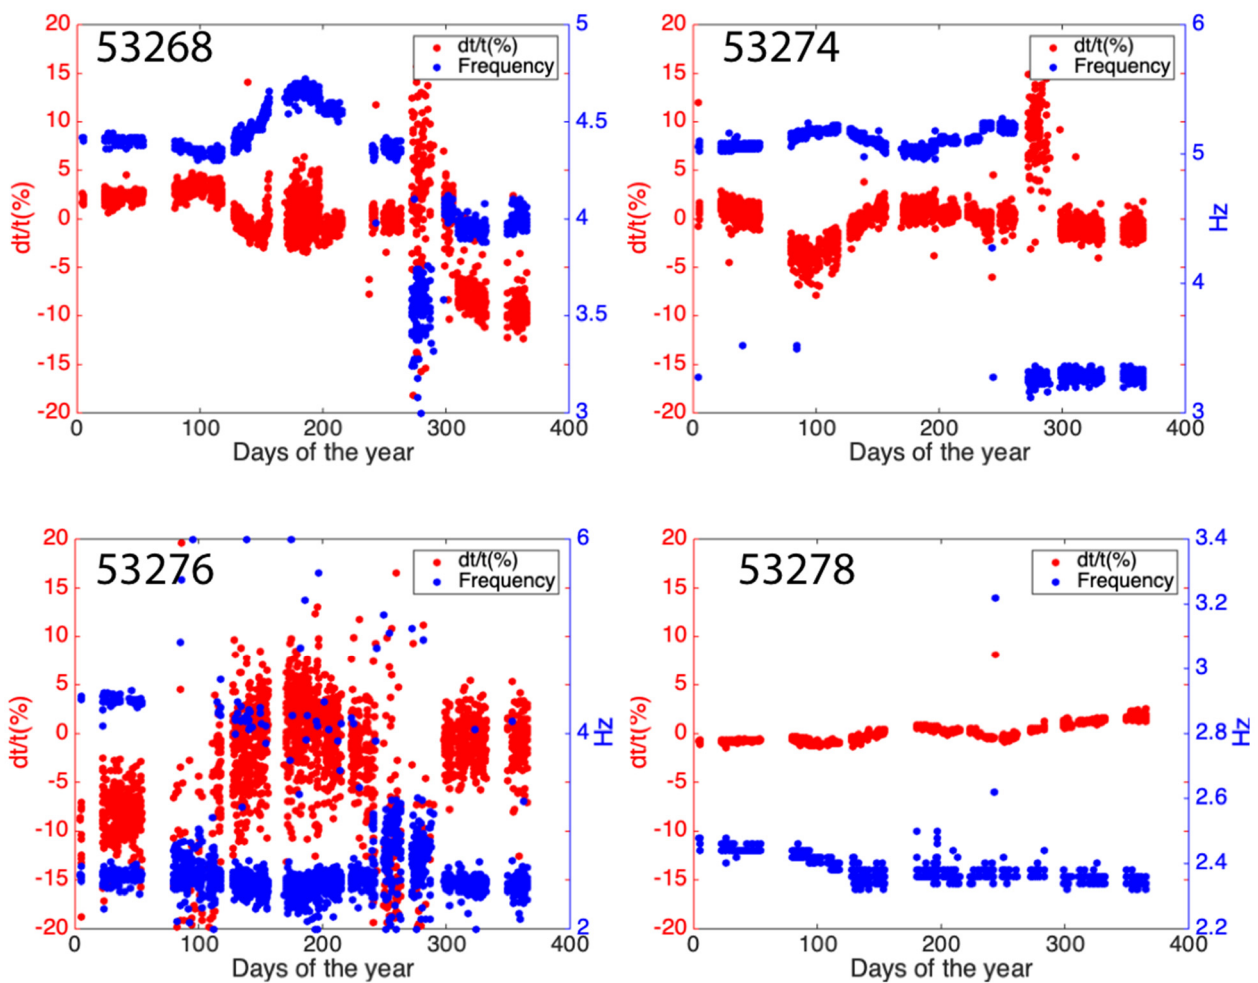 53268
dt/t(%)
Frequency
20
15
10
5
0
-5
-10
-15
-20
dt/t(%)
5
4.5
4
3.5
3
0 100 200 300 400
Days of the year
53274
dt/t(%)
Frequency
20
15
10
5
0
-5
-10
-15
-20
dt/t(%)
6
5
4
3
Hz
0 100 200 300 400
Days of the year
53276
dt/t(%)
Frequency
20
15
10
5
0
-5
-10
-15
-20
dt/t(%)
6
4
2
Hz
0 100 200 300 400
Days of the year
53278
dt/t(%)
Frequency
20
15
10
5
0
-5
-10
-15
-20
dt/t(%)
3.4
3.2
3
2.8
2.6
2.4
2.2
Hz
0 100 200 300 400
Days of the year